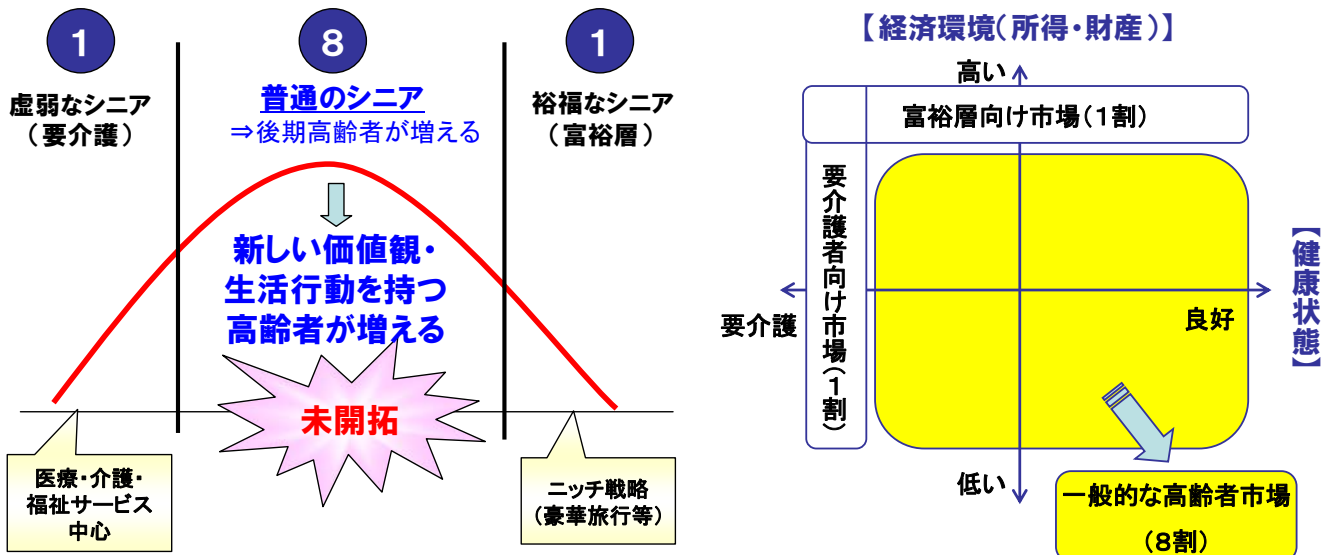 1
虚弱なシニア
(要介護)
8
普通のシニア
⇒後期高齢者が増える
1
裕福なシニア
(富裕層)
新しい価値観・
生活行動を持つ
高齢者が増える
未開拓
医療・介護・
福祉サービス
中心
ニッチ戦略
(豪華旅行等)
【経済環境(所得・財産)】
高い
富裕層向け市場(1割)
要介護者向け市場(1割)
要介護
良好
【健康状態】
低い
一般的な高齢者市場
(8割)